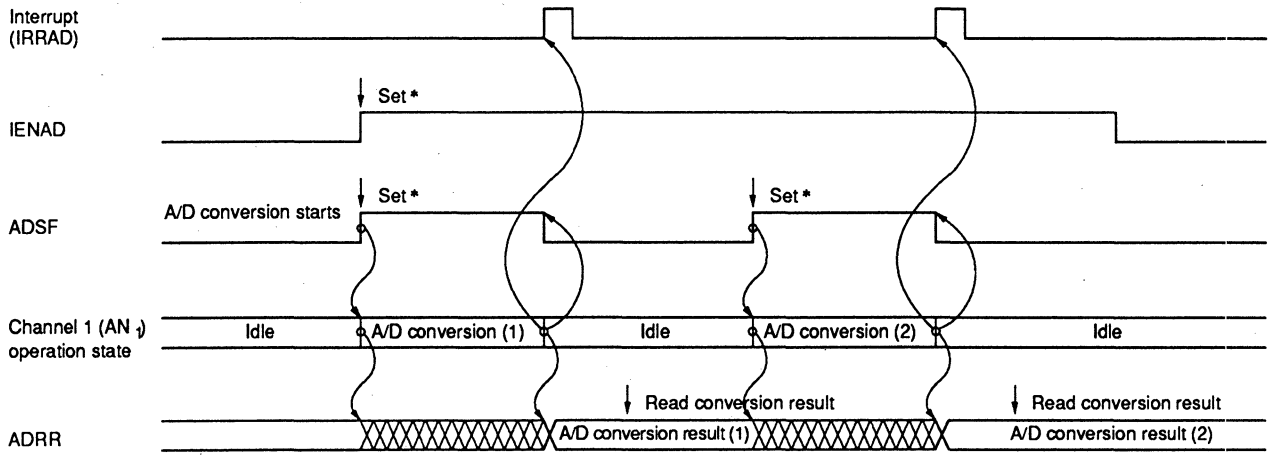 Interrupt
(IRRAD)
Set *
IENAD
Set *
Set *
A/D conversion starts
ADSF
Channel 1 (AN 1)
operation state
Idle
A/D conversion (1)
Idle
A/D conversion (2)
Idle
Read conversion result
Read conversion result
ADRR
A/D conversion result (1)
A/D conversion result (2)